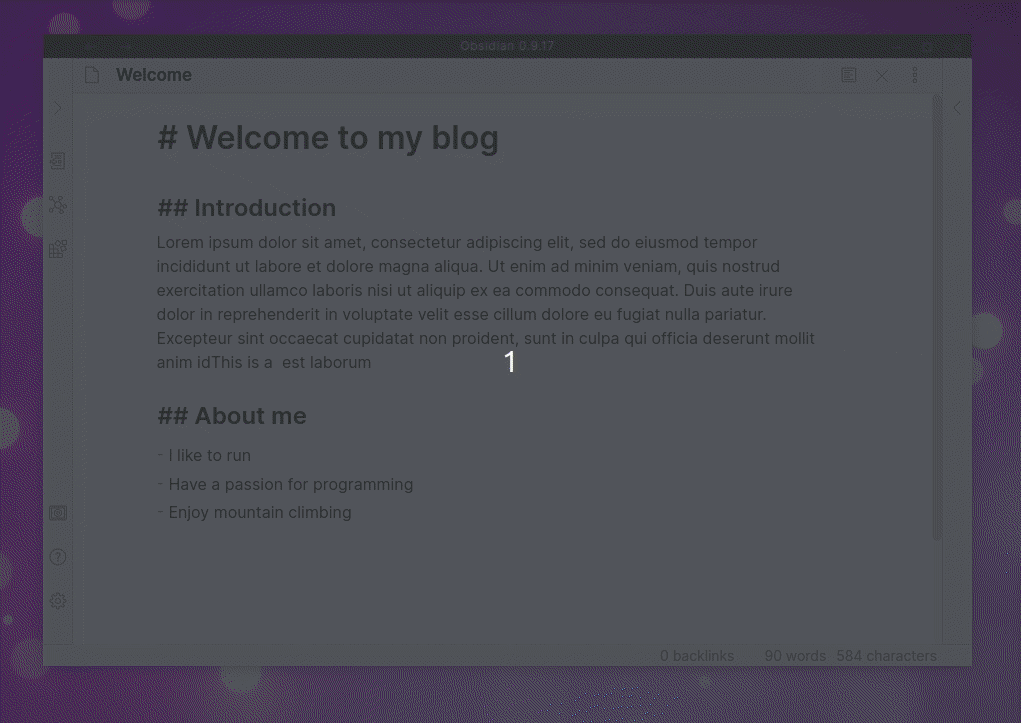 Obsidian 0.9.17
Welcome
# Welcome to my blog
## Introduction
Lorem ipsum dolor sit amet, consectetur adipiscing elit, sed do eiusmod tempor
incididunt ut labore et dolore magna aliqua. Ut enim ad minim veniam, quis nostrud
exercitation ullamco laboris nisi ut aliquip ex ea commodo consequat. Duis aute irure
dolor in reprehenderit in voluptate velit esse cillum dolore eu fugiat nulla pariatur.
Excepteur sint occaecat cupidatat non proident, sunt in culpa qui officia deserunt mollit
anim idThis is a  est laborum
1
## About me
- I like to run
- Have a passion for programming
- Enjoy mountain climbing
0 backlinks 90 words 584 characters